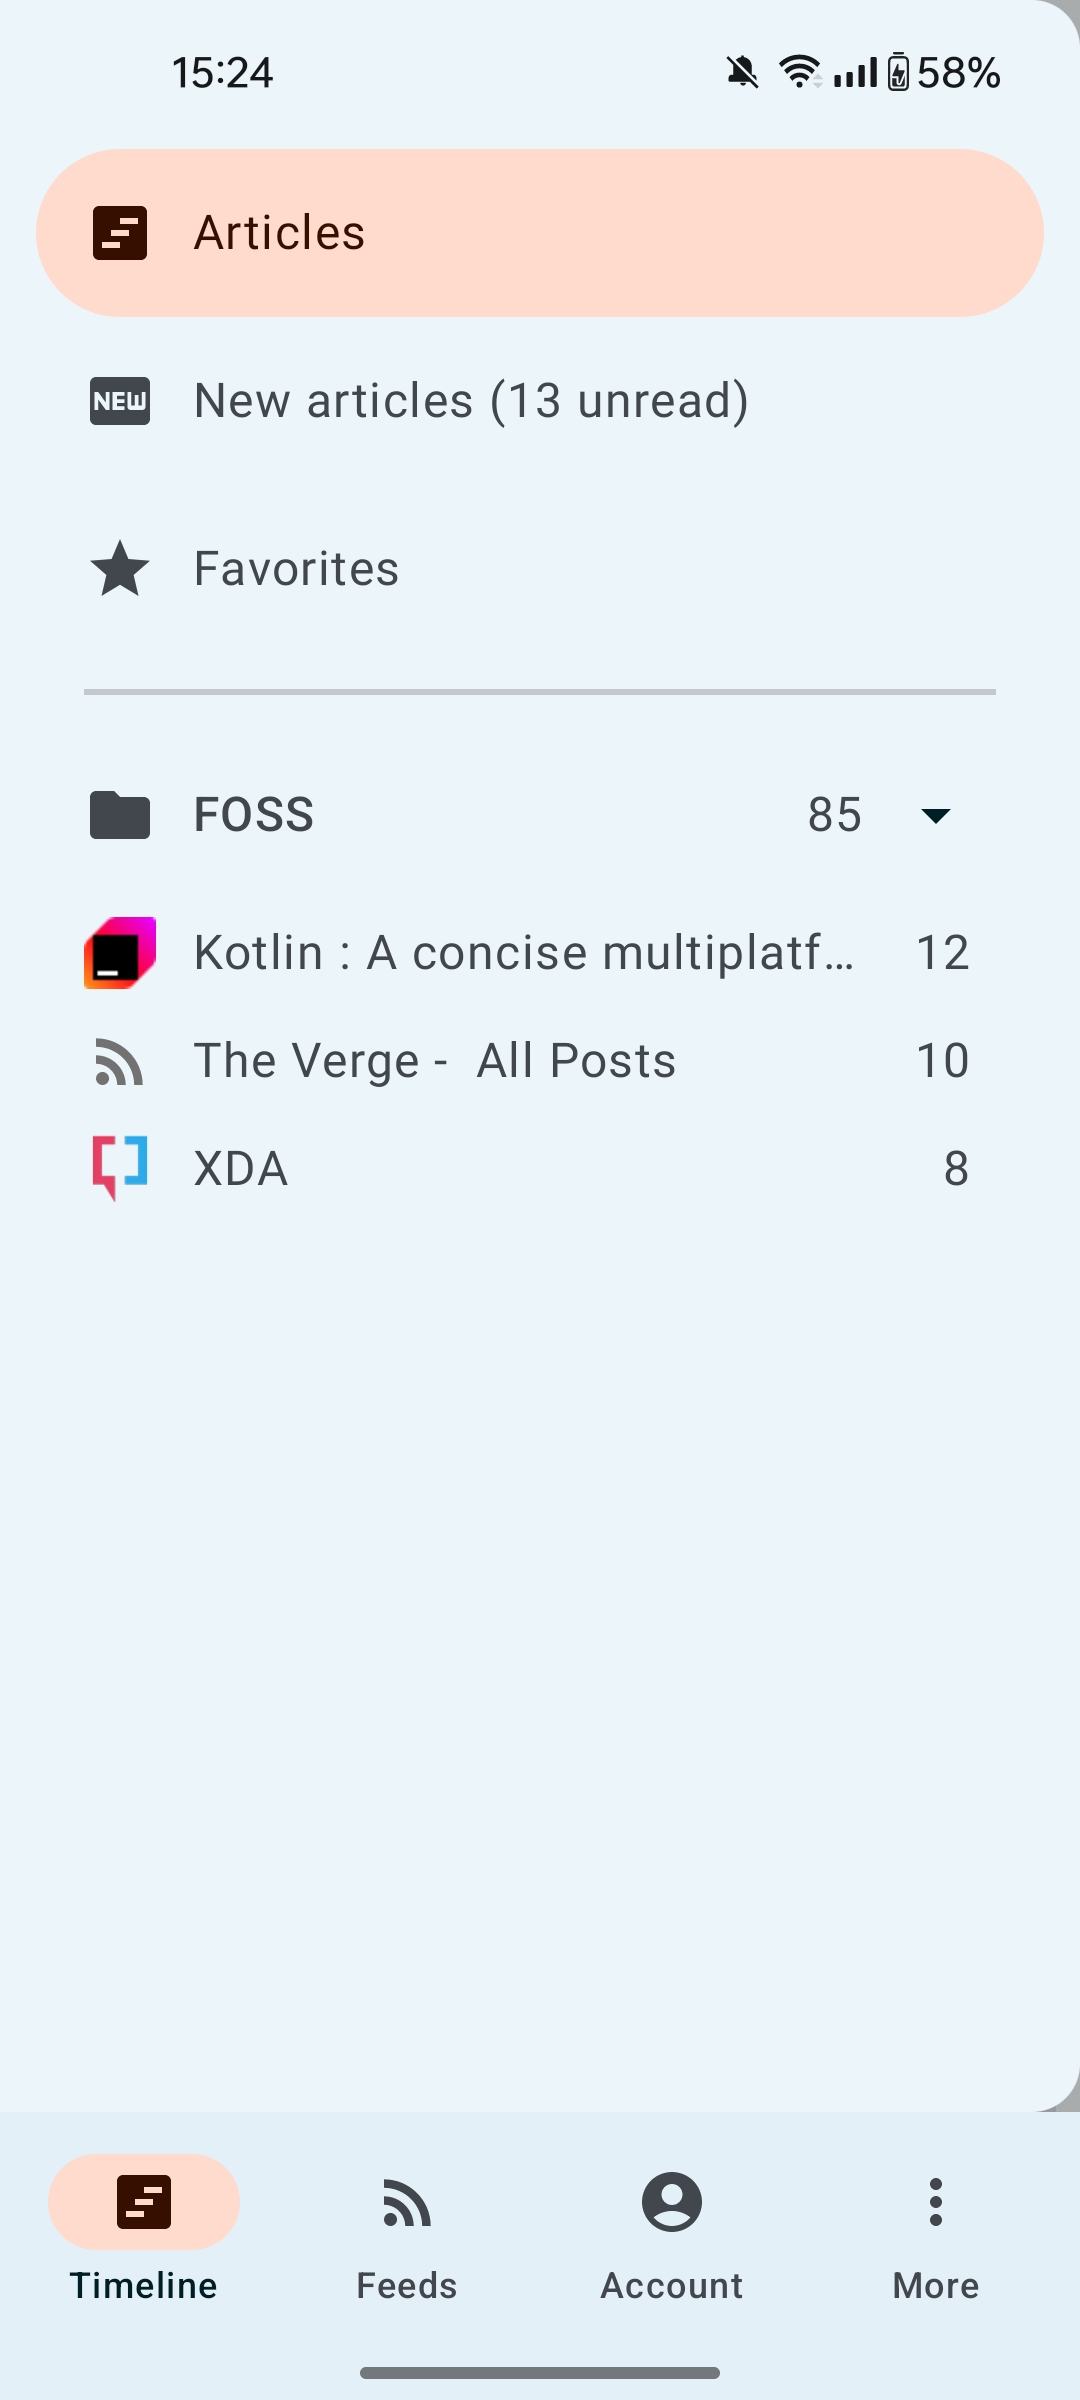 15:24 58%
Articles
NEW New articles (13 unread)
Favorites
FOSS 85
Kotlin : A concise multiplatf... 12
The Verge -  All Posts 10
XDA 8
Timeline Feeds Account More